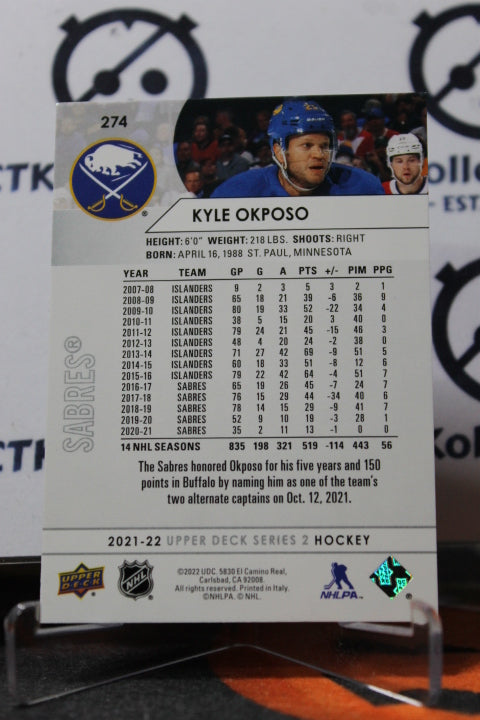 274
KYLE OKPOSO
HEIGHT: 6'0" WEIGHT: 218 LBS. SHOOTS: RIGHT
BORN: APRIL 16, 1988 ST. PAUL, MINNESOTA
YEAR TEAM GP G A PTS +/- PIM PPG
2007-08 ISLANDERS 9 2 3 5 3 2 1
2008-09 ISLANDERS 65 18 21 39 -6 36 9
2009-10 ISLANDERS 80 19 33 52 -22 34 4
2010-11 ISLANDERS 38 5 15 20 3 40 0
2011-12 ISLANDERS 79 24 21 45 -15 46 3
2012-13 ISLANDERS 48 4 20 24 -2 38 0
2013-14 ISLANDERS 71 27 42 69 -9 51 5
2014-15 ISLANDERS 60 18 33 51 -8 12 6
2015-16 ISLANDERS 79 22 42 64 -4 51 7
2016-17 SABRES 65 19 26 45 -7 24 7
2017-18 SABRES 76 15 29 44 -34 40 6
2018-19 SABRES 78 14 15 29 -9 41 7
2019-20 SABRES 52 9 10 19 -3 28 1
2020-21 SABRES 35 2 11 13 -1 0 0
14 NHL SEASONS 835 198 321 519 -114 443 56
SABRES®
The Sabres honored Okposo for his five years and 150
points in Buffalo by naming him as one of the team's
two alternate captains on Oct. 12, 2021.
2021-22 UPPER DECK SERIES 2 HOCKEY
UPPER DECK
NHL
©2022 UDC. 5830 El Camino Real,
Carlsbad, CA 92008.
All rights reserved. Printed in Italy.
©NHLPA. © NHL.
NHLPA
CTK
Kolle
- EST
Koll